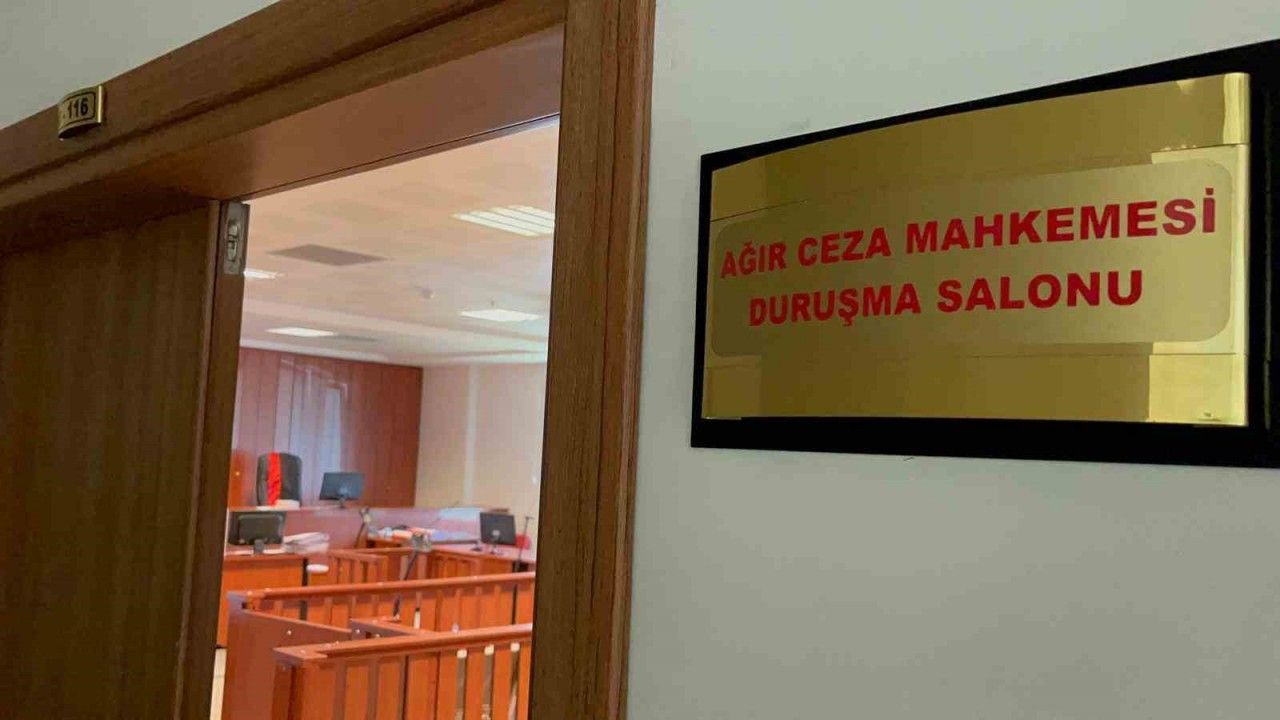 116
AĞIR CEZA MAHKEMESİ
DURUŞMA SALONU